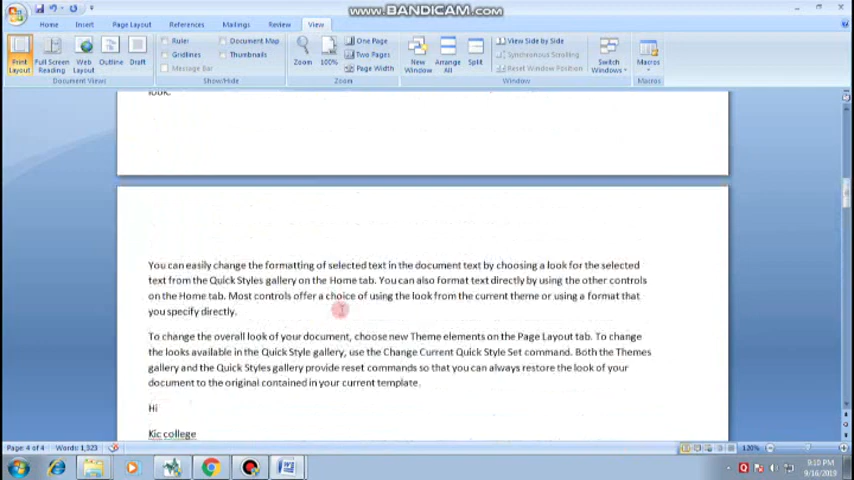 www.BANDICAM.com
Home Insert Page Layout References Mailings Review View
Print Layout
Full Screen Reading
Web Layout
Outline
Draft
Document Views
Ruler
Gridlines
Message Bar
Document Map
Thumbnails
Show/Hide
Zoom
100%
One Page
Two Pages
Page Width
Zoom
New Window
Arrange All
Split
View Side by Side
Synchronous Scrolling
Reset Window Position
Switch Windows
Window
Macros
Macros
look.
You can easily change the formatting of selected text in the document text by choosing a look for the selected
text from the Quick Styles gallery on the Home tab. You can also format text directly by using the other controls
on the Home tab. Most controls offer a choice of using the look from the current theme or using a format that
you specify directly.
To change the overall look of your document, choose new Theme elements on the Page Layout tab. To change
the looks available in the Quick Style gallery, use the Change Current Quick Style Set command. Both the Themes
gallery and the Quick Styles gallery provide reset commands so that you can always restore the look of your
document to the original contained in your current template.
Hi
Kic college
Page: 4 of 4 Words: 1,323 120%
9:10 PM
9/16/2019